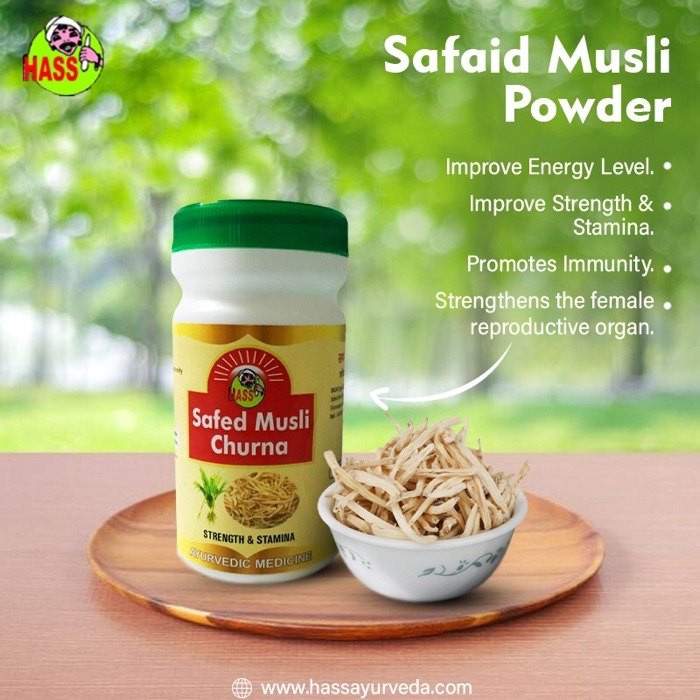 HASS
Safaid Musli
Powder
Improve Energy Level.
Improve Strength &
Stamina.
Promotes Immunity.
Strengthens the female
reproductive organ.
HASS
Safed Musli
Churna
STRENGTH & STAMINA
AYURVEDIC MEDICINE
www.hassayurveda.com